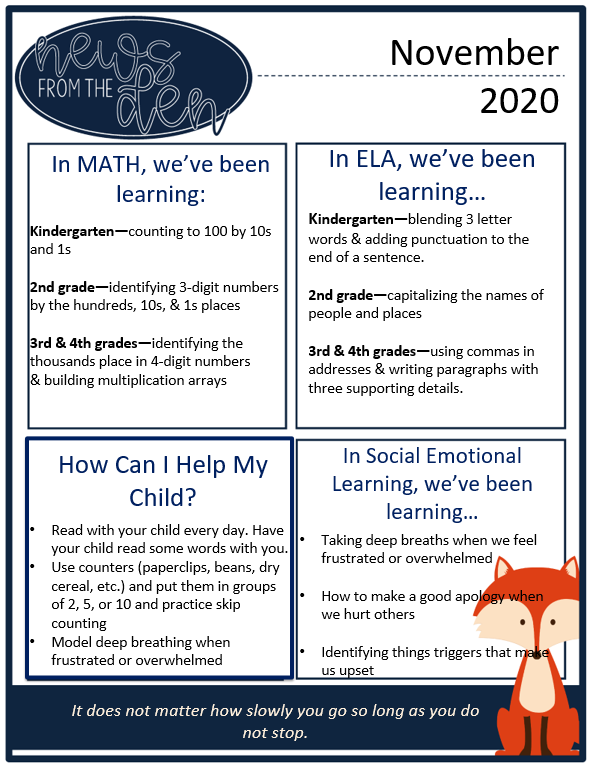 news
FROM THE
den
November
2020
In MATH, we’ve been
learning:
Kindergarten—counting to 100 by 10s
and 1s
2nd grade—identifying 3-digit numbers
by the hundreds, 10s, & 1s places
3rd & 4th grades—identifying the
thousands place in 4-digit numbers
& building multiplication arrays
In ELA, we’ve been
learning…
Kindergarten—blending 3 letter
words & adding punctuation to the
end of a sentence.
2nd grade—capitalizing the names of
people and places
3rd & 4th grades—using commas in
addresses & writing paragraphs with
three supporting details.
How Can I Help My
Child?
• Read with your child every day. Have
your child read some words with you.
• Use counters (paperclips, beans, dry
cereal, etc.) and put them in groups
of 2, 5, or 10 and practice skip
counting
• Model deep breathing when
frustrated or overwhelmed
In Social Emotional
Learning, we’ve been
learning…
• Taking deep breaths when we feel
frustrated or overwhelmed
• How to make a good apology when
we hurt others
• Identifying things triggers that make
us upset
It does not matter how slowly you go so long as you do
not stop.